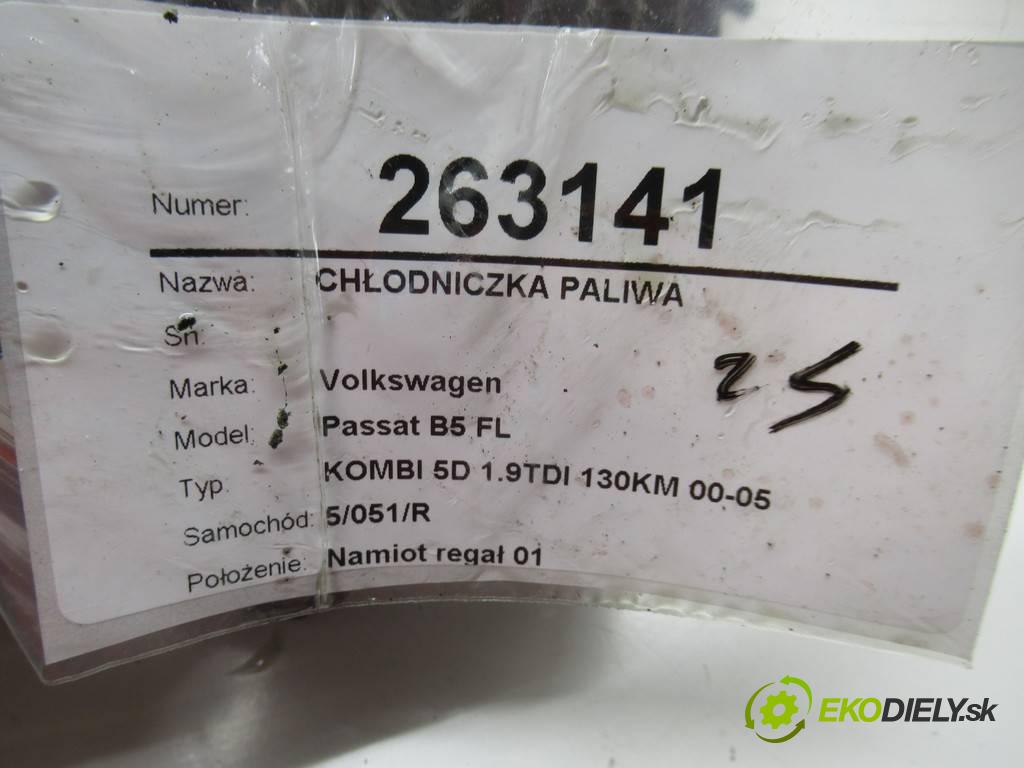 Numer: 263141
Nazwa: CHŁODNICZKA PALIWA
Sn:
Marka: Volkswagen
25
Model: Passat B5 FL
Typ: KOMBI 5D 1.9TDI 130KM 00-05
Samochód: 5/051/R
Położenie: Namiot regał 01
EKODIELY.sk